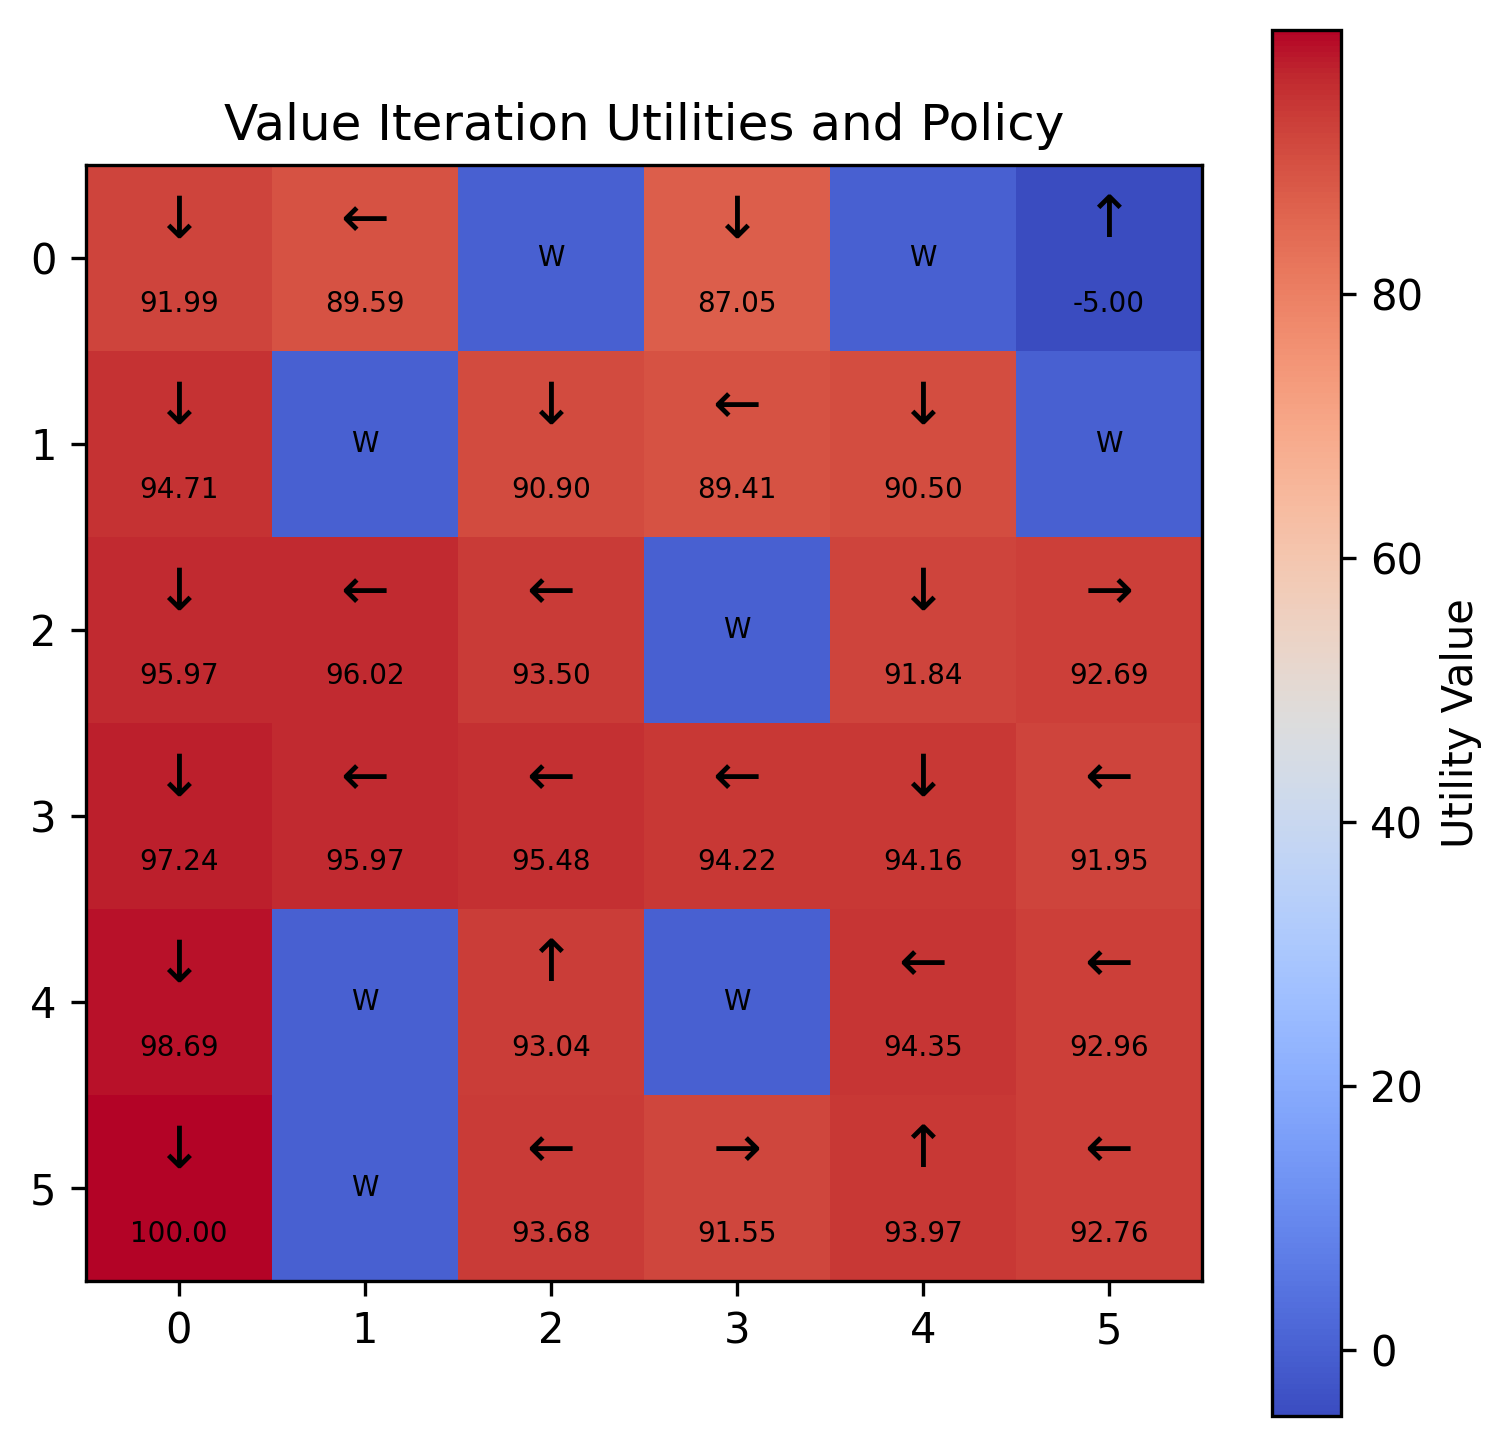 Value Iteration Utilities and Policy
↓ ← W ↓ W ↑
0 91.99 89.59 87.05 -5.00
↓ W ↓ ← ↓ W
1 94.71 90.90 89.41 90.50
↓ ← ← W ↓ →
2 95.97 96.02 93.50 91.84 92.69
↓ ← ← ← ↓ ←
3 97.24 95.97 95.48 94.22 94.16 91.95
↓ W ↑ W ← ←
4 98.69 93.04 94.35 92.96
↓ W ← → ↑ ←
5 100.00 93.68 91.55 93.97 92.76
0 1 2 3 4 5
80
60
40
20
0
Utility Value